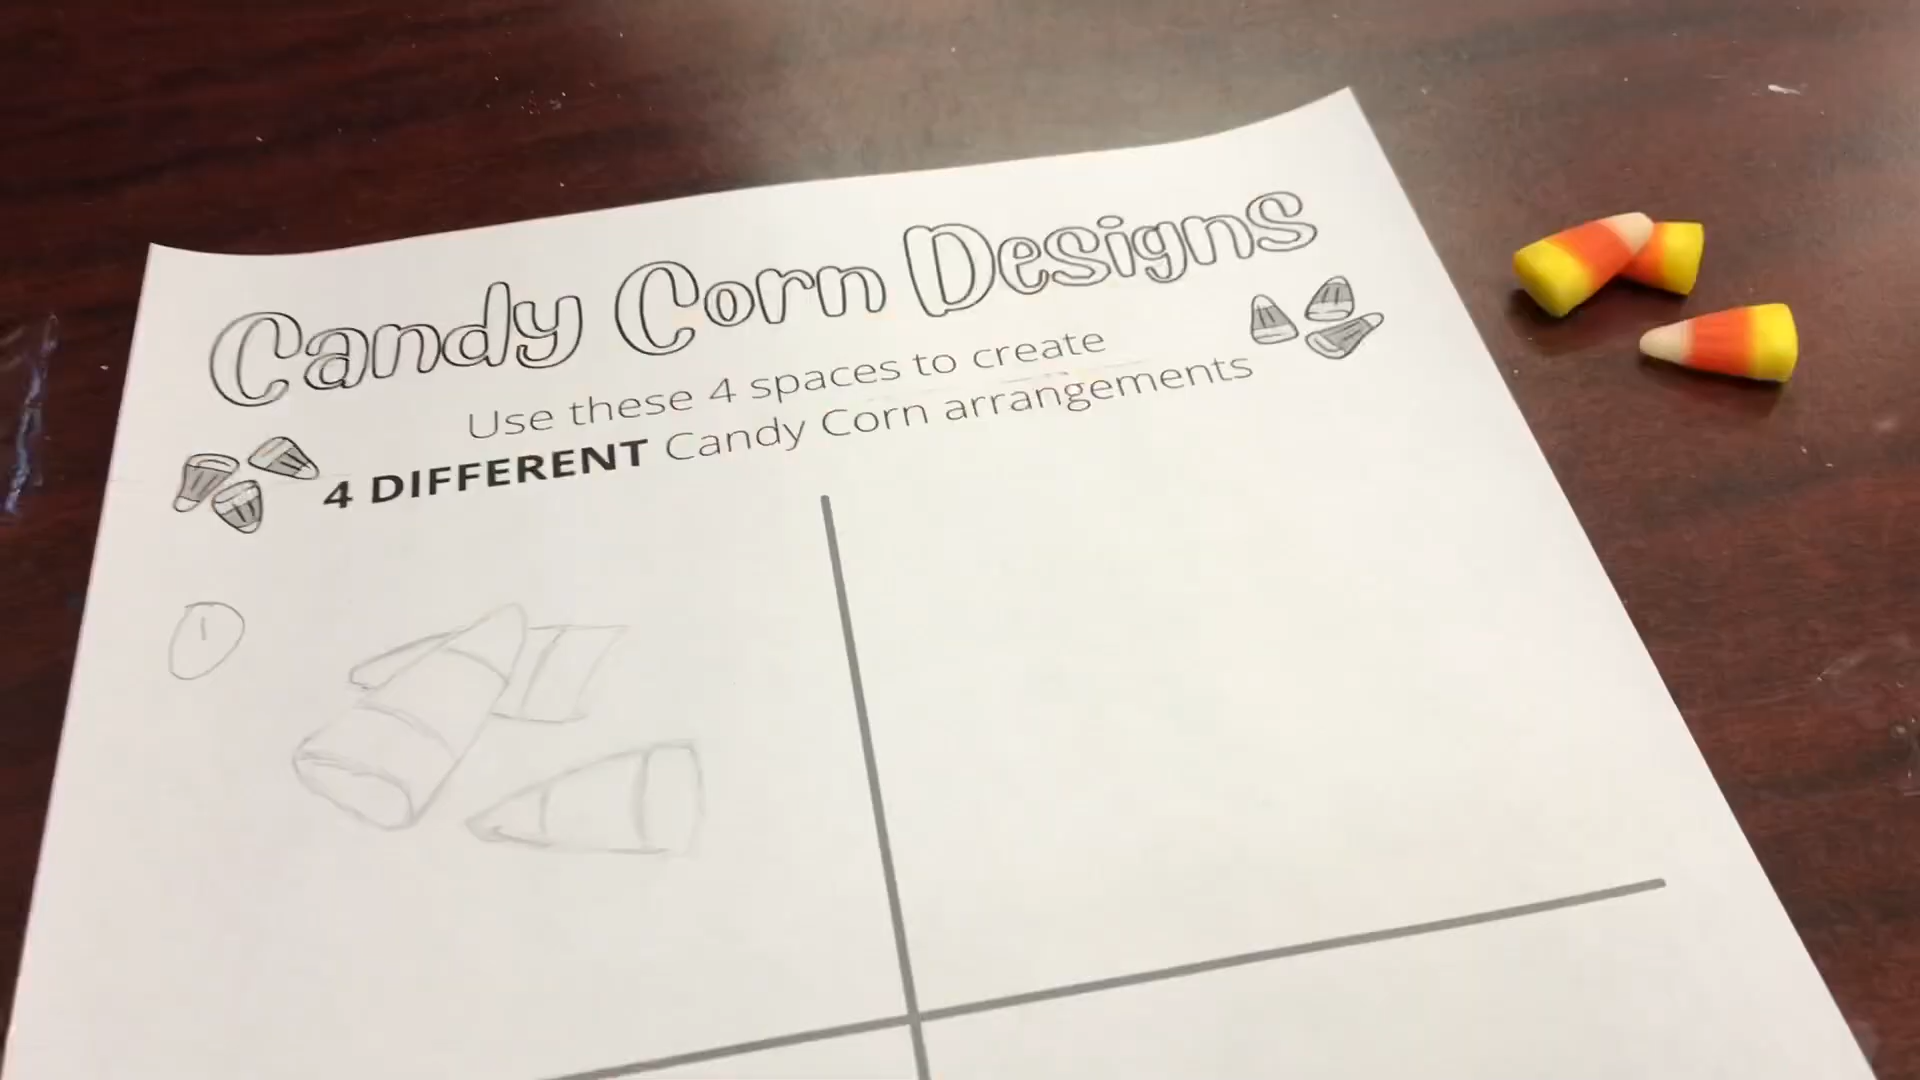 Candy Corn Designs
Use these 4 spaces to create
4 DIFFERENT Candy Corn arrangements
1